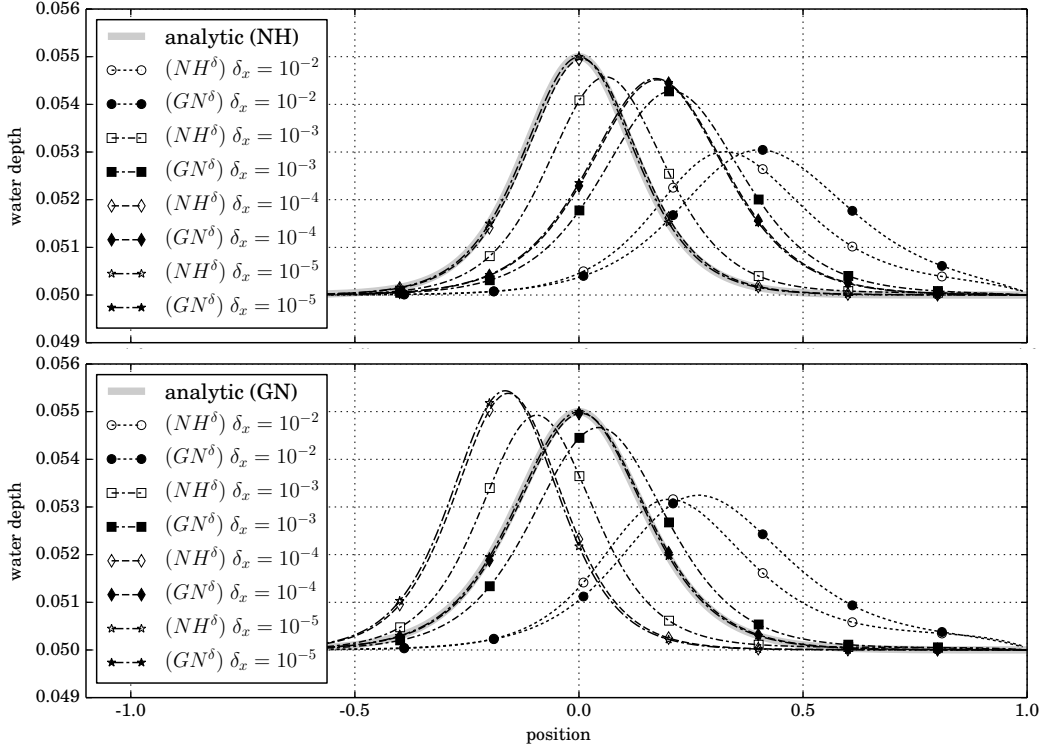 0.056
0.055
0.054
0.053
0.052
0.051
0.050
0.049
water depth
analytic (NH)
(NH^δ) δ_x = 10^{-2}
(GN^δ) δ_x = 10^{-2}
(NH^δ) δ_x = 10^{-3}
(GN^δ) δ_x = 10^{-3}
(NH^δ) δ_x = 10^{-4}
(GN^δ) δ_x = 10^{-4}
(NH^δ) δ_x = 10^{-5}
(GN^δ) δ_x = 10^{-5}
0.056
0.055
0.054
0.053
0.052
0.051
0.050
0.049
water depth
analytic (GN)
(NH^δ) δ_x = 10^{-2}
(GN^δ) δ_x = 10^{-2}
(NH^δ) δ_x = 10^{-3}
(GN^δ) δ_x = 10^{-3}
(NH^δ) δ_x = 10^{-4}
(GN^δ) δ_x = 10^{-4}
(NH^δ) δ_x = 10^{-5}
(GN^δ) δ_x = 10^{-5}
-1.0 -0.5 0.0 0.5 1.0
position